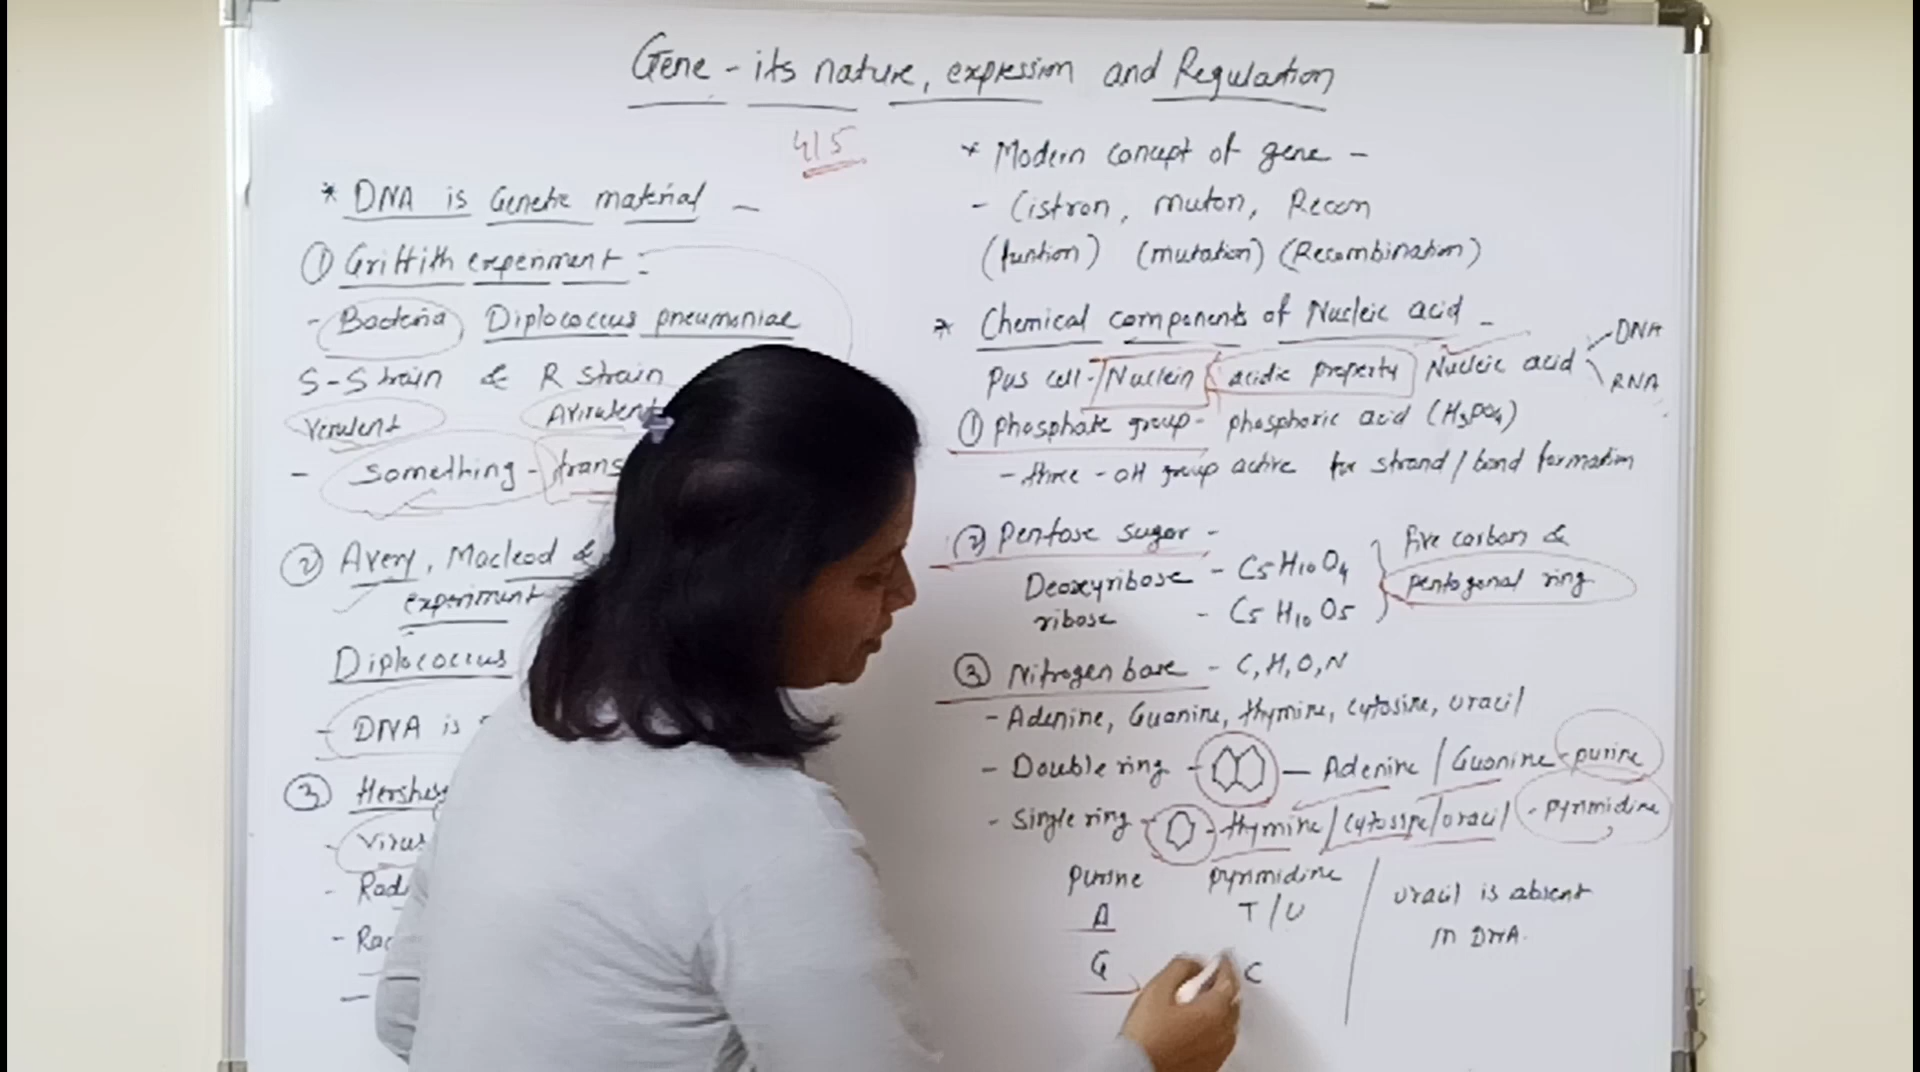 Gene - its nature, expression and Regulation
415
* DNA is Genetic material -
① Griffith experiment :
- Bacteria Diplococcus pneumoniae
S-Strain & R strain
Virulent Avirulent
- Something - trans
② Avery, Macleod &
experiment
Diplococcus
- DNA is
③ Hershey
- Virus
- Rad
- Rad
* Modern concept of gene -
- Cistron, muton, Recon
(funtion) (mutation) (Recombination)
* Chemical components of Nucleic acid -
Pus cell - Nuclein acidic property Nucleic acid
DNA
RNA
① Phosphate group - phosphoric acid (H3PO4)
- three - OH group active for strand / bond formation
② Pentose sugar -
Deoxyribose - C5H10O4
ribose - C5H10O5
five carbon &
pentogonal ring
③ Nitrogen base - C, H, O, N
- Adenine, Guanine, thymine, cytosine, uracil
- Double ring - — Adenine / Guanine - purine
- Single ring - - thymine / cytosine / uracil - pyrimidine
Purine pyrimidine
A T/U
G C
uracil is absent
in DNA.